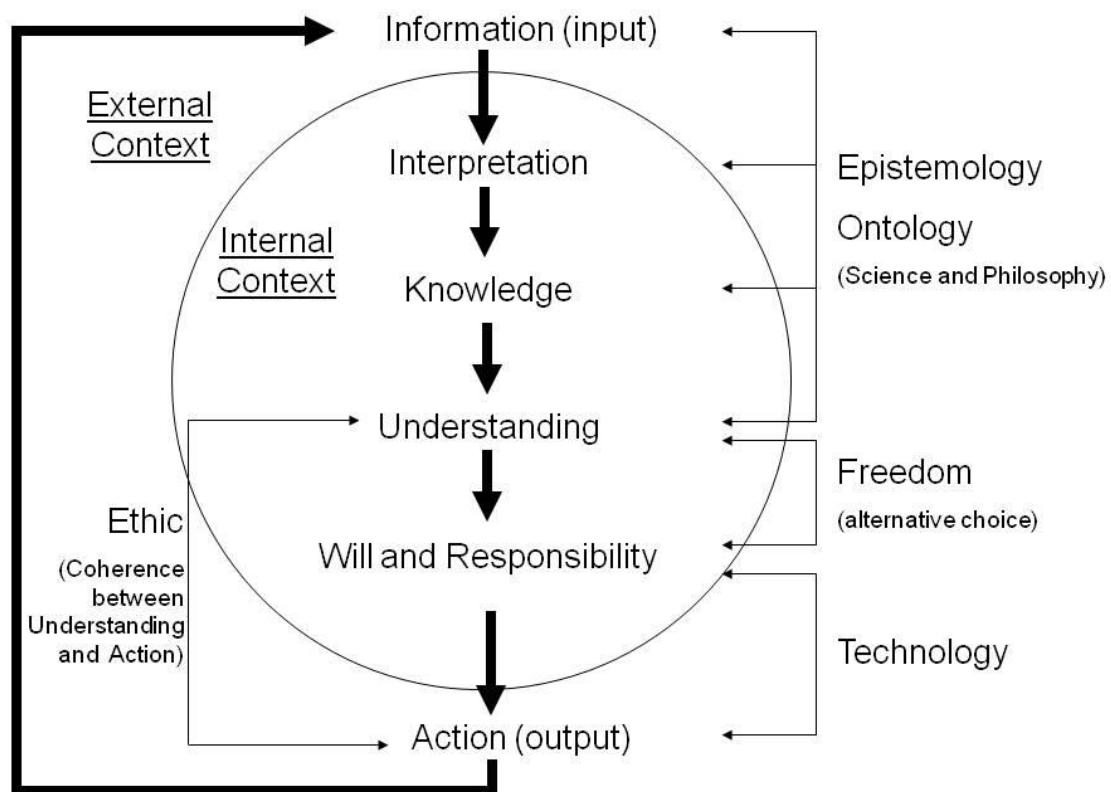 Information (input)
External
Context
Interpretation
Epistemology
Ontology
(Science and Philosophy)
Internal
Context
Knowledge
Understanding
Freedom
(alternative choice)
Ethic
(Coherence
between
Understanding
and Action)
Will and Responsibility
Technology
Action (output)